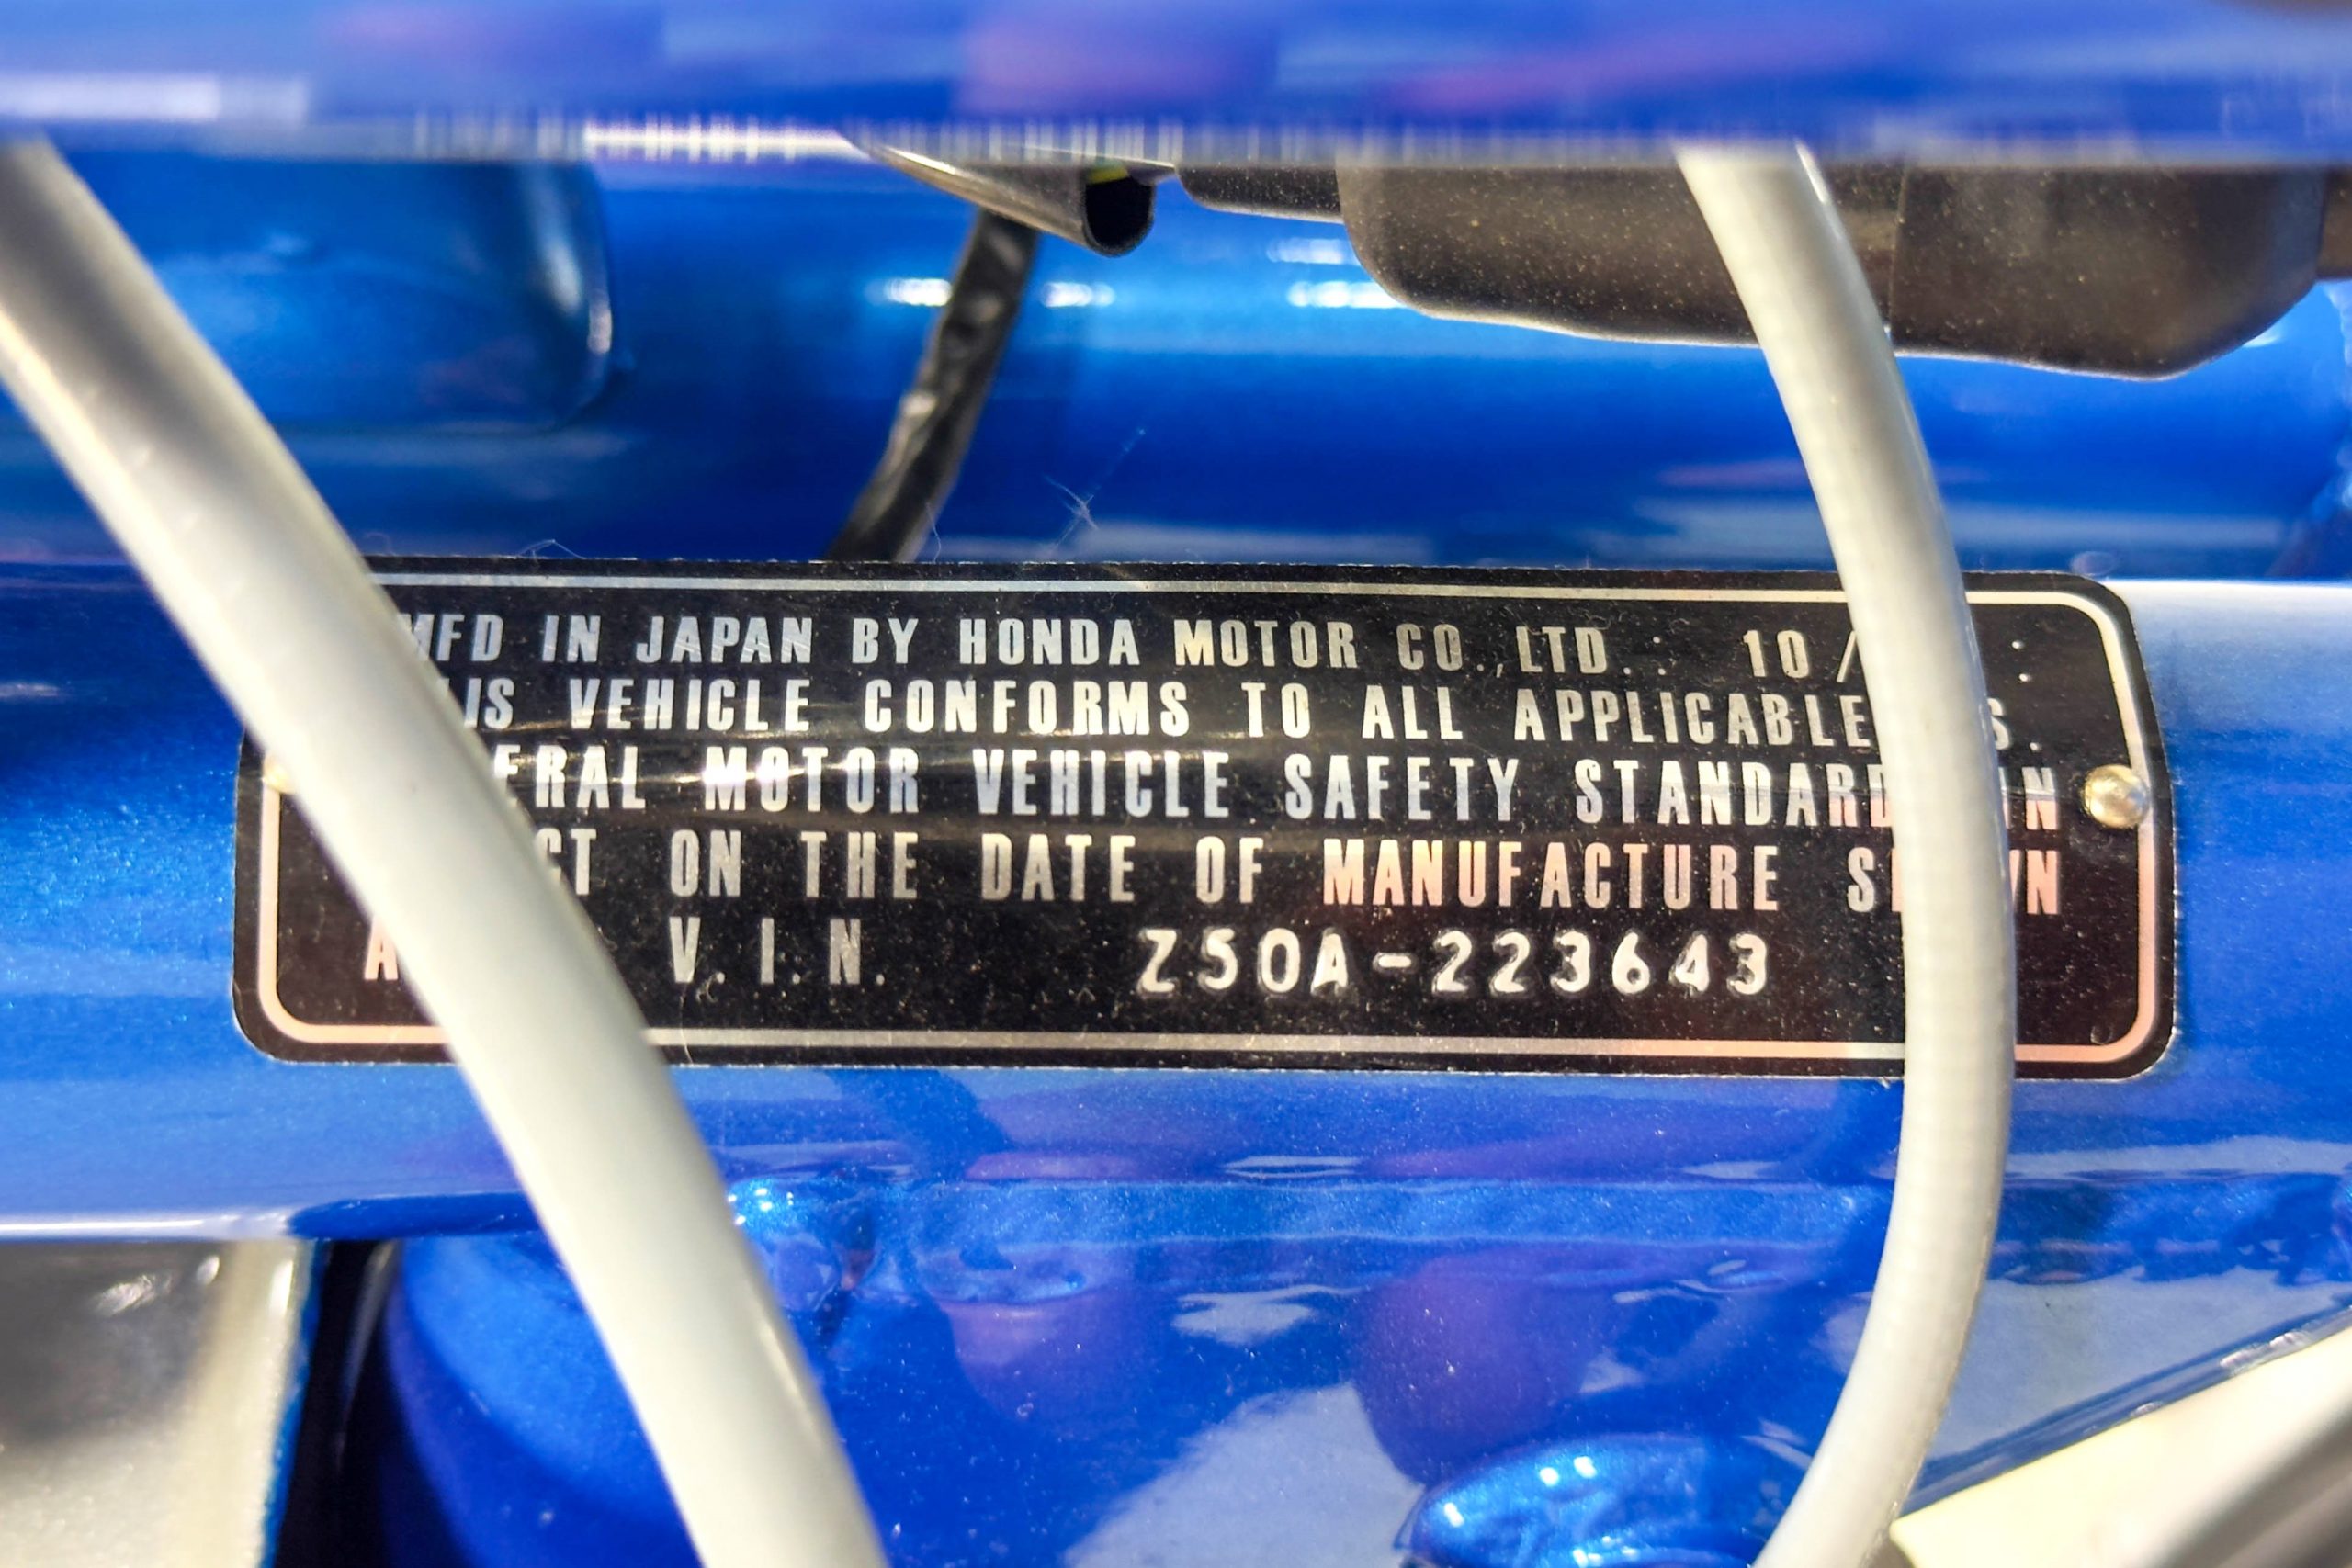 MFD IN JAPAN BY HONDA MOTOR CO.,LTD.: 10/
VEHICLE CONFORMS TO ALL APPLICABLE
MOTOR VEHICLE SAFETY STANDARD IN
ON THE DATE OF MANUFACTURE
V.I.N. Z50A-223643